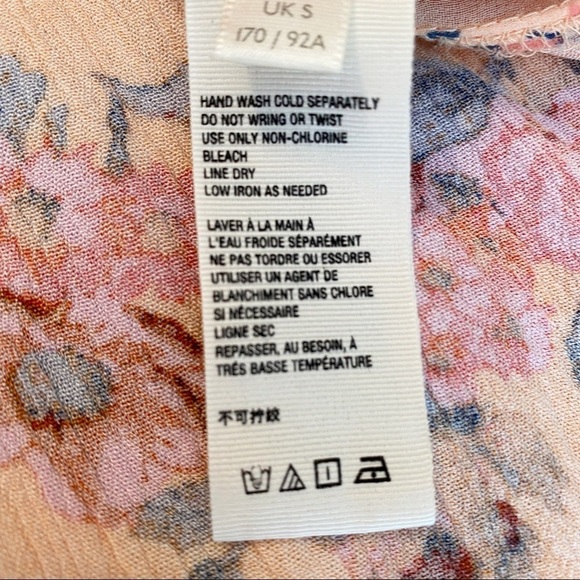 UK S
170 / 92A
HAND WASH COLD SEPARATELY
DO NOT WRING OR TWIST
USE ONLY NON-CHLORINE
BLEACH
LINE DRY
LOW IRON AS NEEDED
LAVER À LA MAIN À
L'EAU FROIDE SÉPARÉMENT
NE PAS TORDRE OU ESSORER
UTILISER UN AGENT DE
BLANCHIMENT SANS CHLORE
SI NÉCESSAIRE
LIGNE SEC
REPASSER, AU BESOIN, À
TRÉS BASSE TEMPÉRATURE
不可拧绞